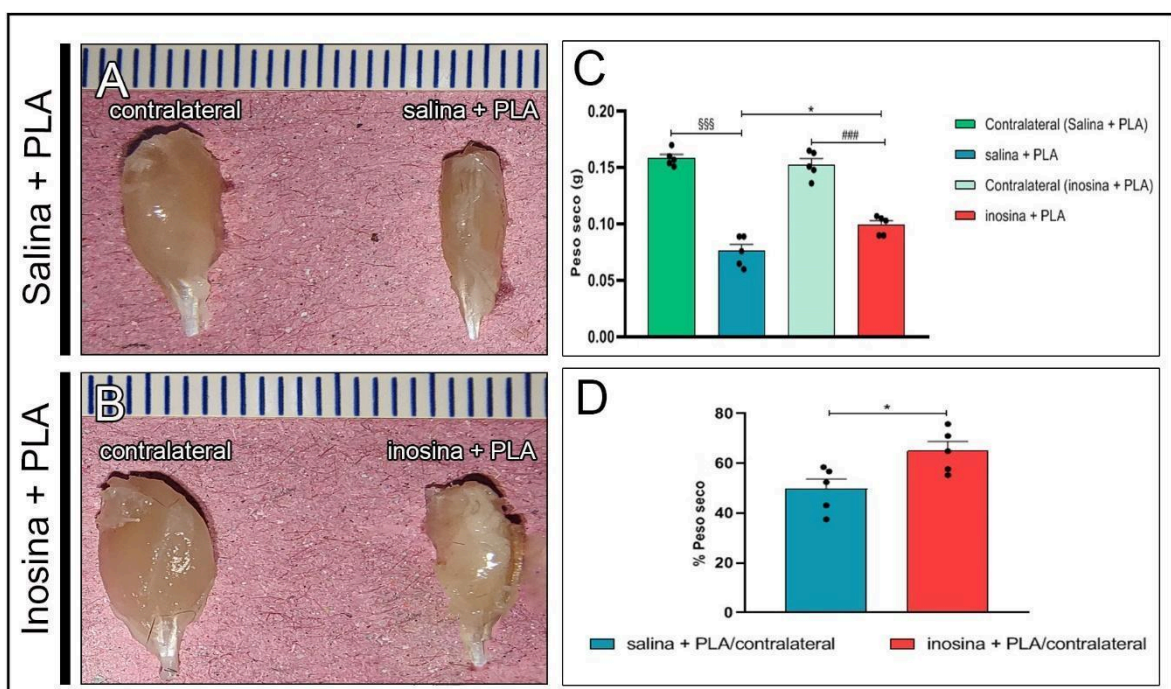 Salina + PLA
A
contralateral
salina + PLA
Inosina + PLA
B
contralateral
inosina + PLA
C
Peso seco (g)
0.20
0.15
0.10
0.05
0.00
§§§
*
###
Contralateral (Salina + PLA)
salina + PLA
Contralateral (inosina + PLA)
inosina + PLA
D
% Peso seco
80
60
40
20
0
*
salina + PLA/contralateral
inosina + PLA/contralateral